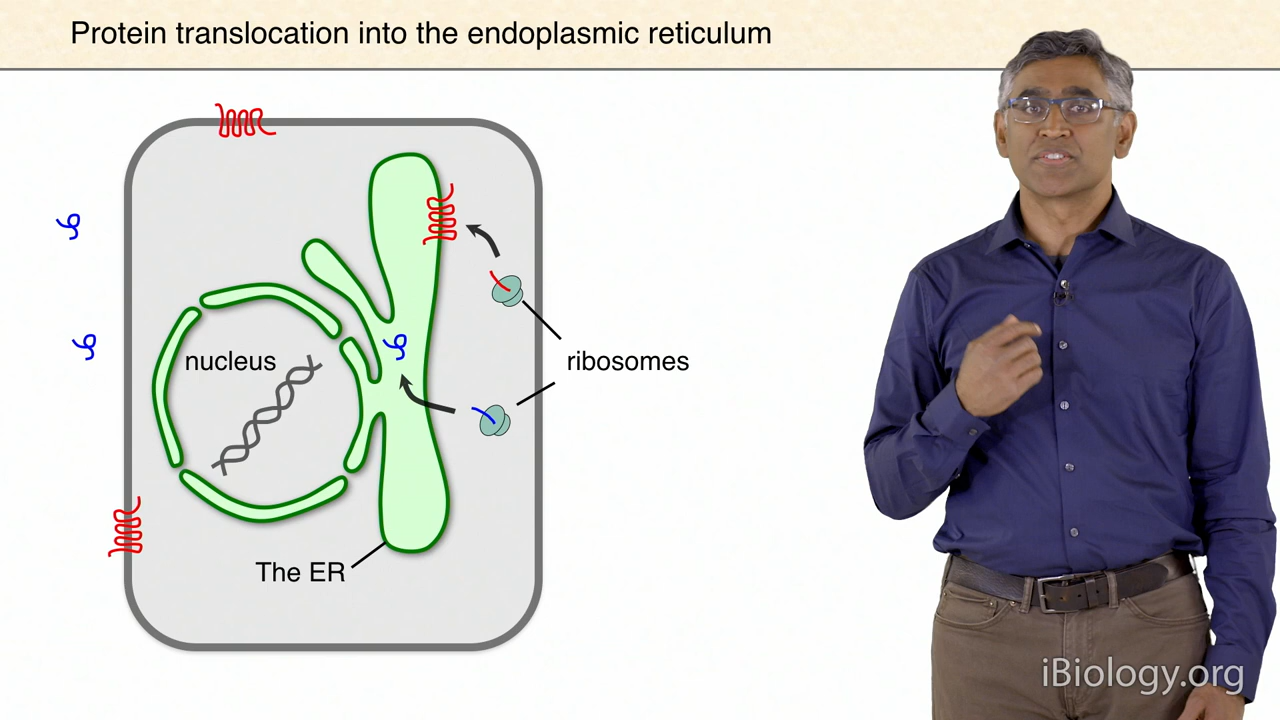 Protein translocation into the endoplasmic reticulum
nucleus
ribosomes
The ER
iBiology.org